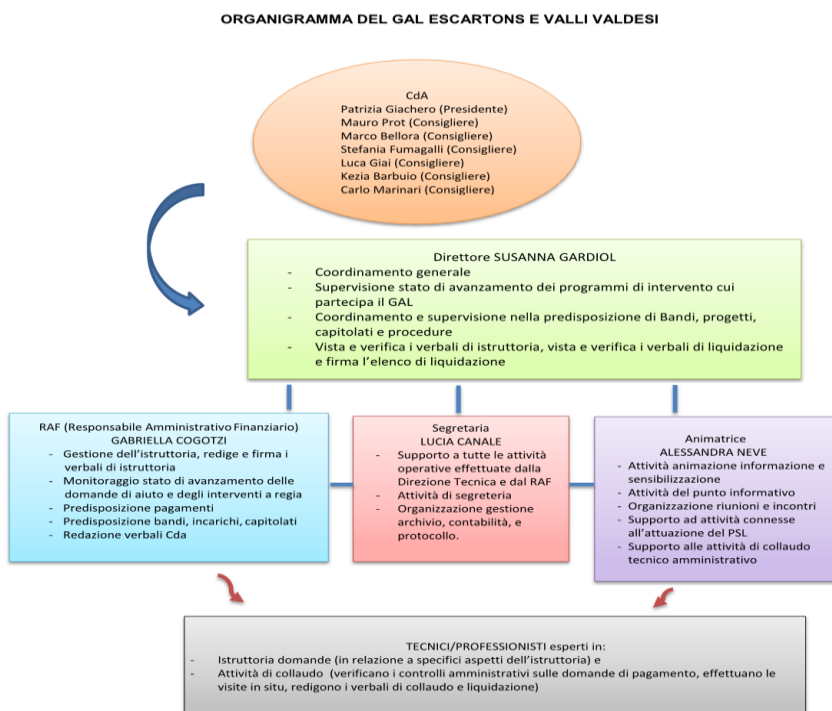 ORGANIGRAMMA DEL GAL ESCARTONS E VALLI VALDESI
CdA
Patrizia Giachero (Presidente)
Mauro Prot (Consigliere)
Marco Bellora (Consigliere)
Stefania Fumagalli (Consigliere)
Luca Giai (Consigliere)
Kezia Barbuio (Consigliere)
Carlo Marinari (Consigliere)
Direttore SUSANNA GARDIOL
- Coordinamento generale
- Supervisione stato di avanzamento dei programmi di intervento cui
partecipa il GAL
- Coordinamento e supervisione nella predisposizione di Bandi, progetti,
capitolati e procedure
- Vista e verifica i verbali di istruttoria, vista e verifica i verbali di liquidazione
e firma l'elenco di liquidazione
RAF (Responsabile Amministrativo Finanziario)
GABRIELLA COGOTZI
- Gestione dell'istruttoria, redige e firma i
verbali di istruttoria
- Monitoraggio stato di avanzamento delle
domande di aiuto e degli interventi a regia
- Predisposizione pagamenti
- Predisposizione bandi, incarichi, capitolati
- Redazione verbali Cda
Segretaria
LUCIA CANALE
- Supporto a tutte le attività
operative effettuate dalla
Direzione Tecnica e dal RAF
- Attività di segreteria
- Organizzazione gestione
archivio, contabilità, e
protocollo.
Animatrice
ALESSANDRA NEVE
- Attività animazione informazione e
sensibilizzazione
- Attività del punto informativo
- Organizzazione riunioni e incontri
- Supporto ad attività connesse
all'attuazione del PSL
- Supporto alle attività di collaudo
tecnico amministrativo
TECNICI/PROFESSIONISTI esperti in:
- Istruttoria domande (in relazione a specifici aspetti dell'istruttoria) e
- Attività di collaudo (verificano i controlli amministrativi sulle domande di pagamento, effettuano le
visite in situ, redigono i verbali di collaudo e liquidazione)